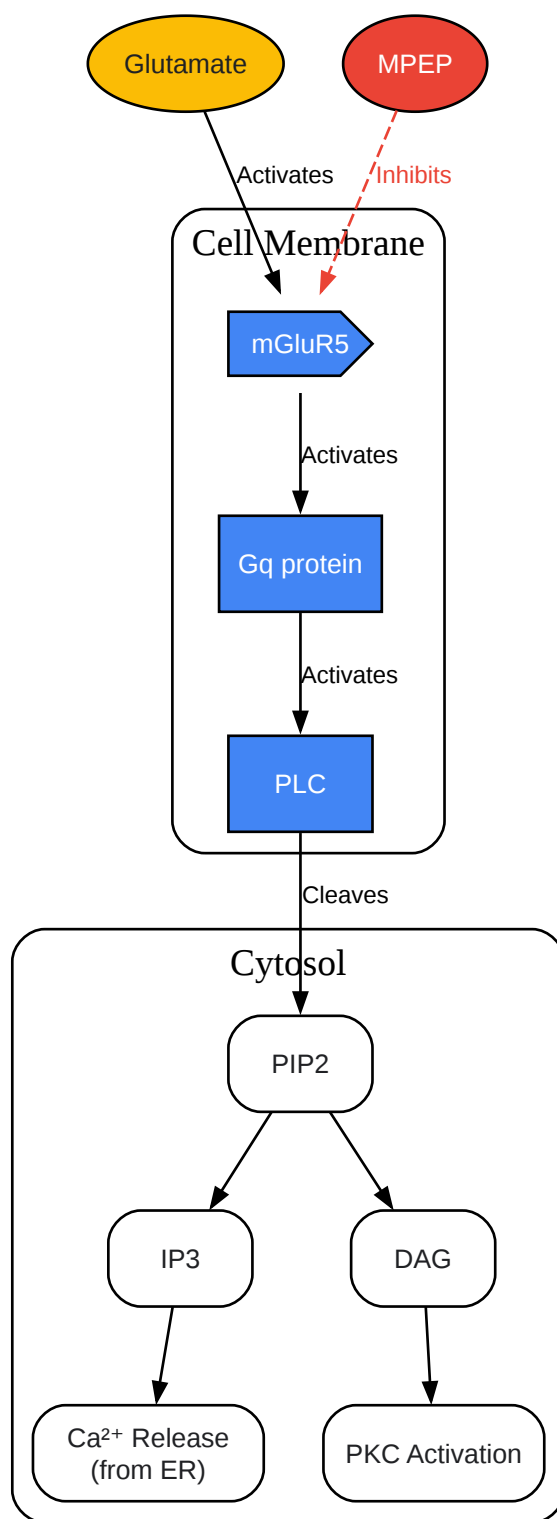 Glutamate
MPEP
Activates
Inhibits
Cell Membrane
mGluR5
Activates
Gq protein
Activates
PLC
Cleaves
Cytosol
PIP2
IP3
DAG
Ca²⁺ Release
(from ER)
PKC Activation